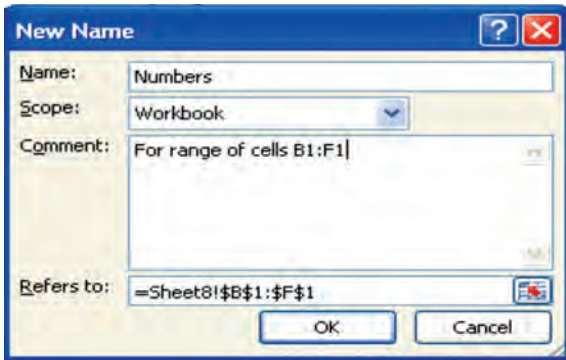 New Name
Name: Numbers
Scope: Workbook
Comment: For range of cells B1:F1
Refers to: =Sheet8!$B$1:$F$1
OK Cancel